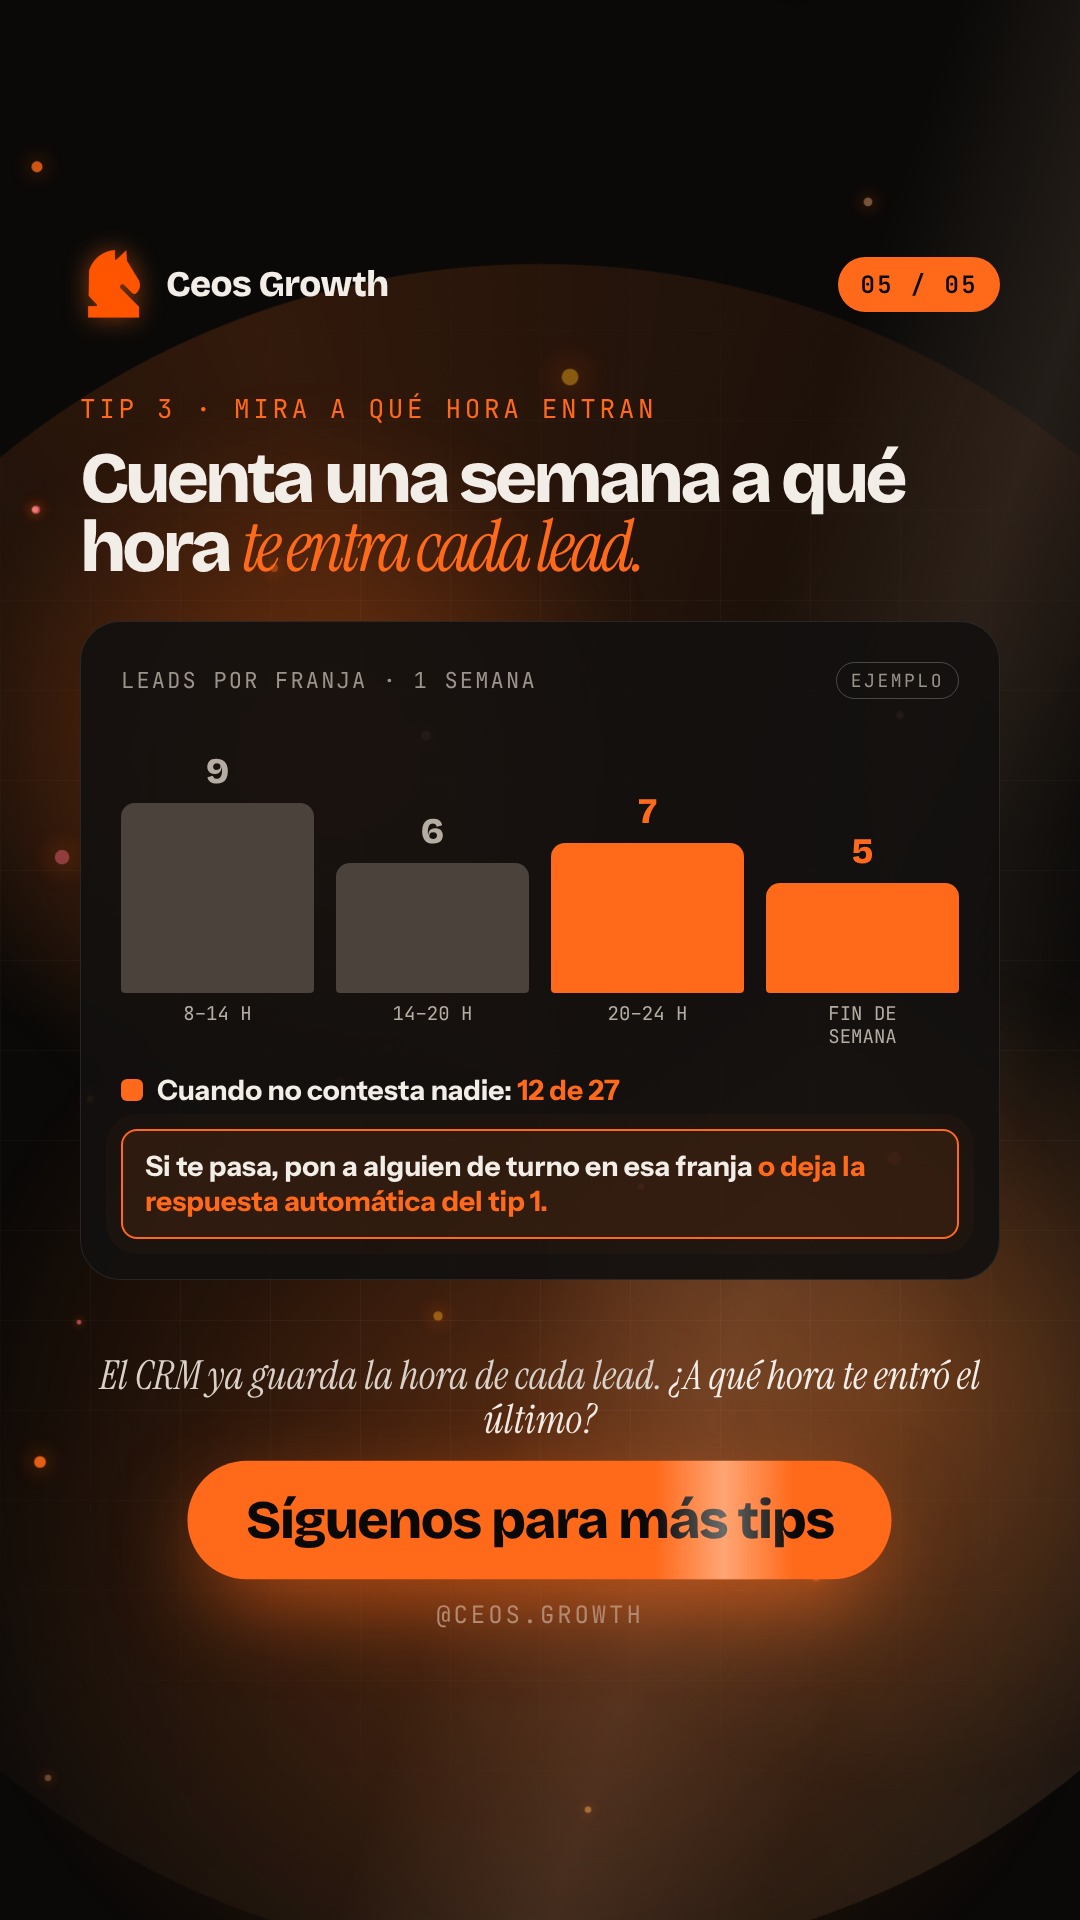 Ceos Growth
05 / 05
TIP 3 · MIRA A QUÉ HORA ENTRAN
Cuenta una semana a qué
hora te entra cada lead.
LEADS POR FRANJA · 1 SEMANA
EJEMPLO
9
6
7
5
8–14 H
14–20 H
20–24 H
FIN DE
SEMANA
Cuando no contesta nadie: 12 de 27
Si te pasa, pon a alguien de turno en esa franja o deja la
respuesta automática del tip 1.
El CRM ya guarda la hora de cada lead. ¿A qué hora te entró el
último?
Síguenos para más tips
@CEOS.GROWTH